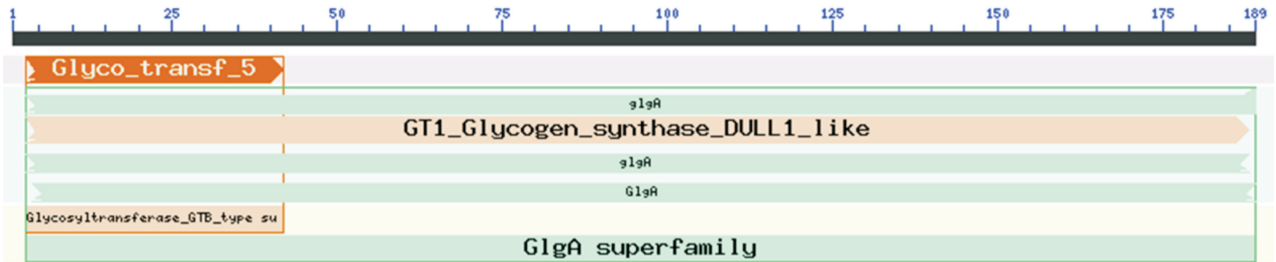 1 25 50 75 100 125 150 175 189
Glyco_transf_5
glgA
GT1_Glycogen_synthase_DULL1_like
glgA
GlgA
Glycosyltransferase_GTB_type su
GlgA superfamily